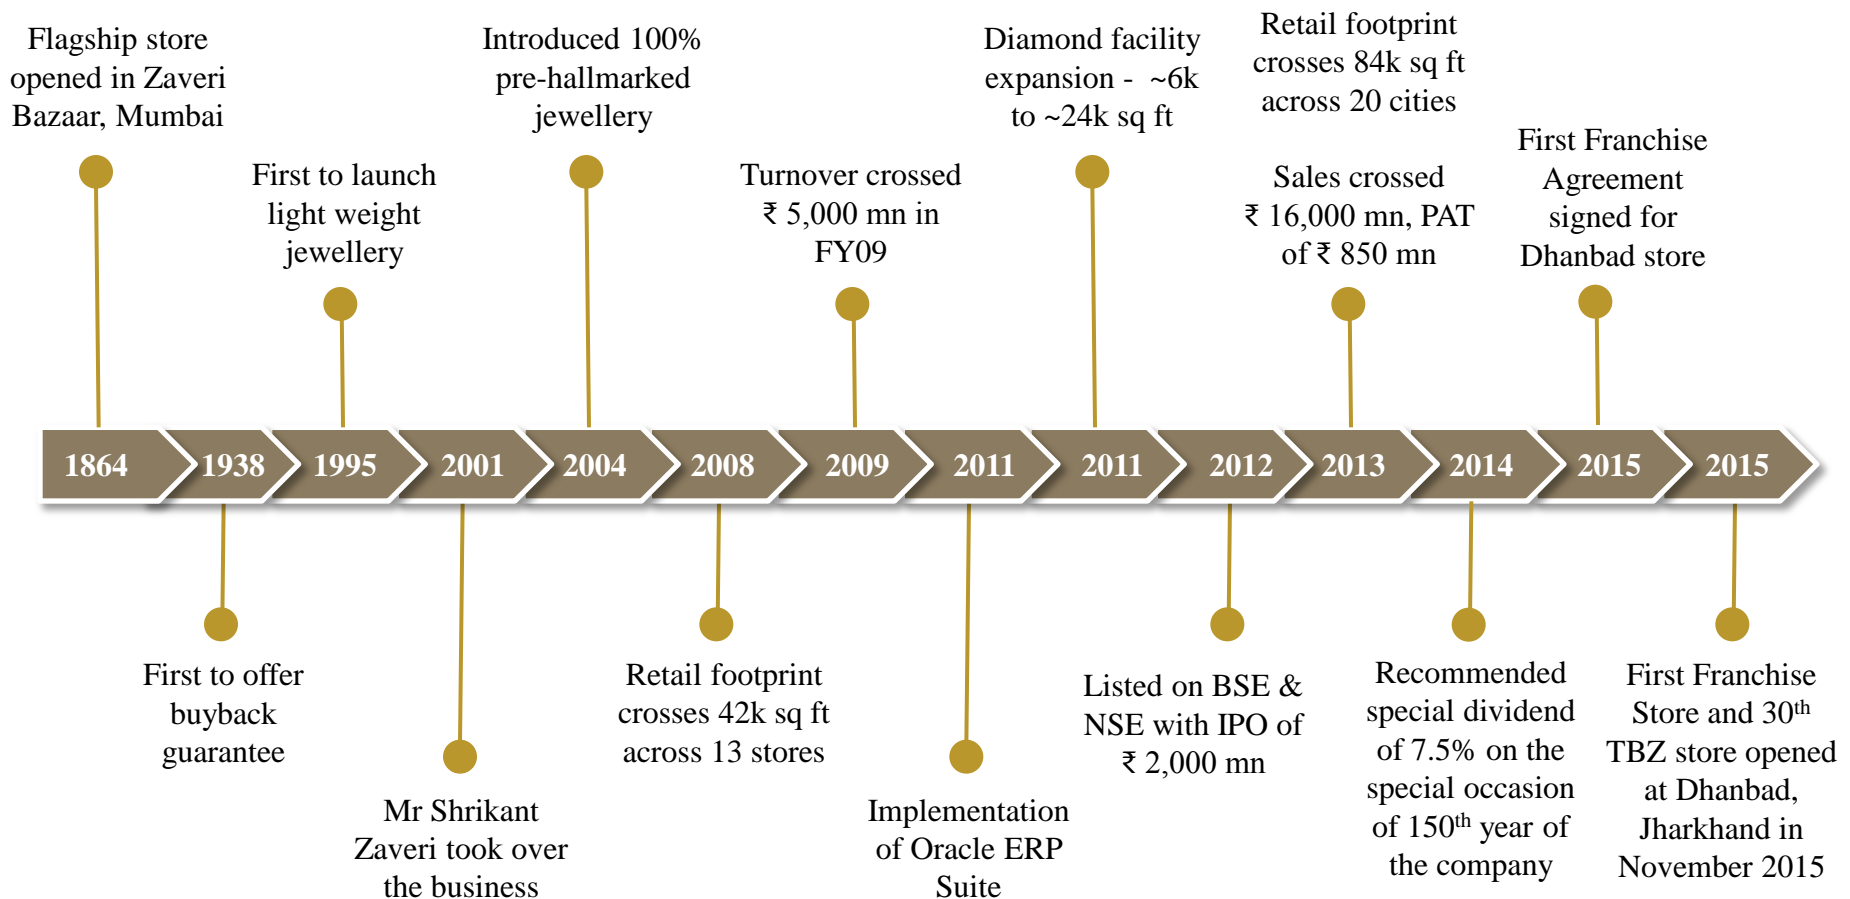 Flagship store
opened in Zaveri
Bazaar, Mumbai
First to launch
light weight
jewellery
Introduced 100%
pre-hallmarked
jewellery
Turnover crossed
₹ 5,000 mn in
FY09
Diamond facility
expansion - ~6k
to ~24k sq ft
Retail footprint
crosses 84k sq ft
across 20 cities
Sales crossed
₹ 16,000 mn, PAT
of ₹ 850 mn
First Franchise
Agreement
signed for
Dhanbad store
1864 1938 1995 2001 2004 2008 2009 2011 2011 2012 2013 2014 2015 2015
First to offer
buyback
guarantee
Mr Shrikant
Zaveri took over
the business
Retail footprint
crosses 42k sq ft
across 13 stores
Implementation
of Oracle ERP
Suite
Listed on BSE &
NSE with IPO of
₹ 2,000 mn
Recommended
special dividend
of 7.5% on the
special occasion
of 150th year of
the company
First Franchise
Store and 30th
TBZ store opened
at Dhanbad,
Jharkhand in
November 2015